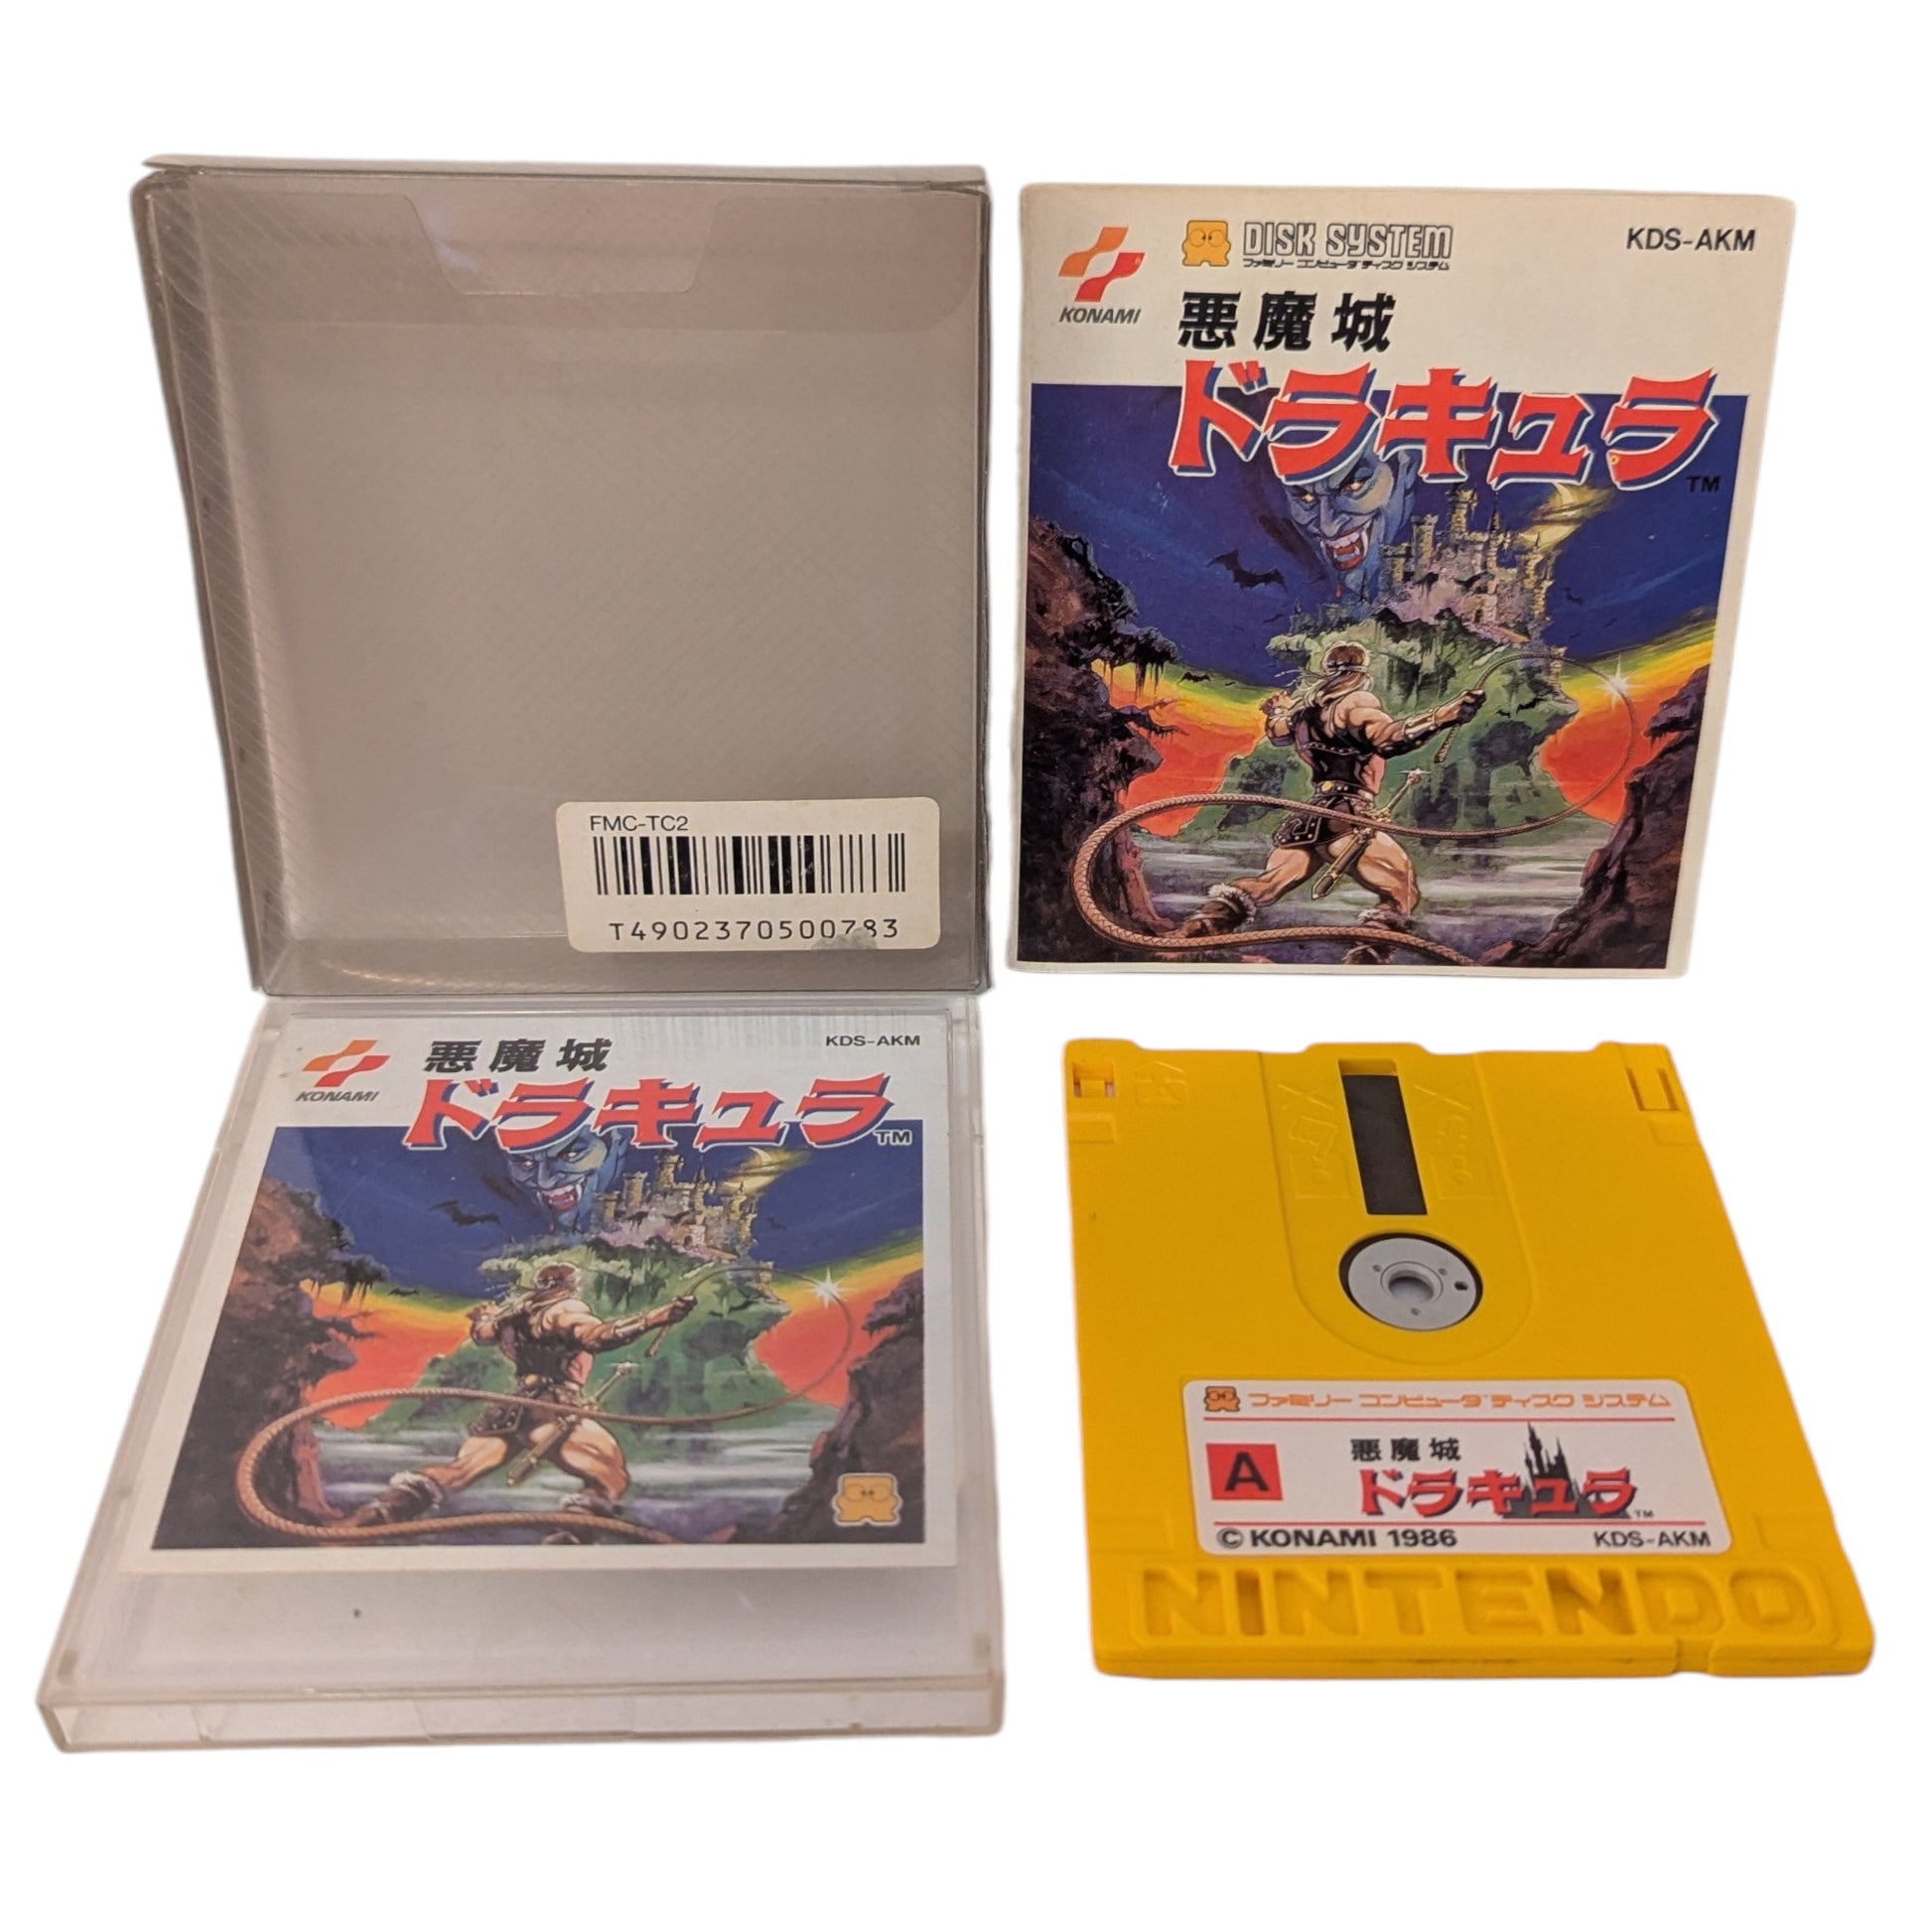 FMC-TC2
T4902370500783
KONAMI
DISK SYSTEM
ファミリー コンピュータ ディスク システム
KDS-AKM
悪魔城
ドラキュラ
TM
KONAMI
悪魔城
KDS-AKM
ドラキュラ
TM
ファミリー コンピュータ ディスク システム
A
悪魔城
ドラキュラ
TM
© KONAMI 1986
KDS-AKM
NINTENDO